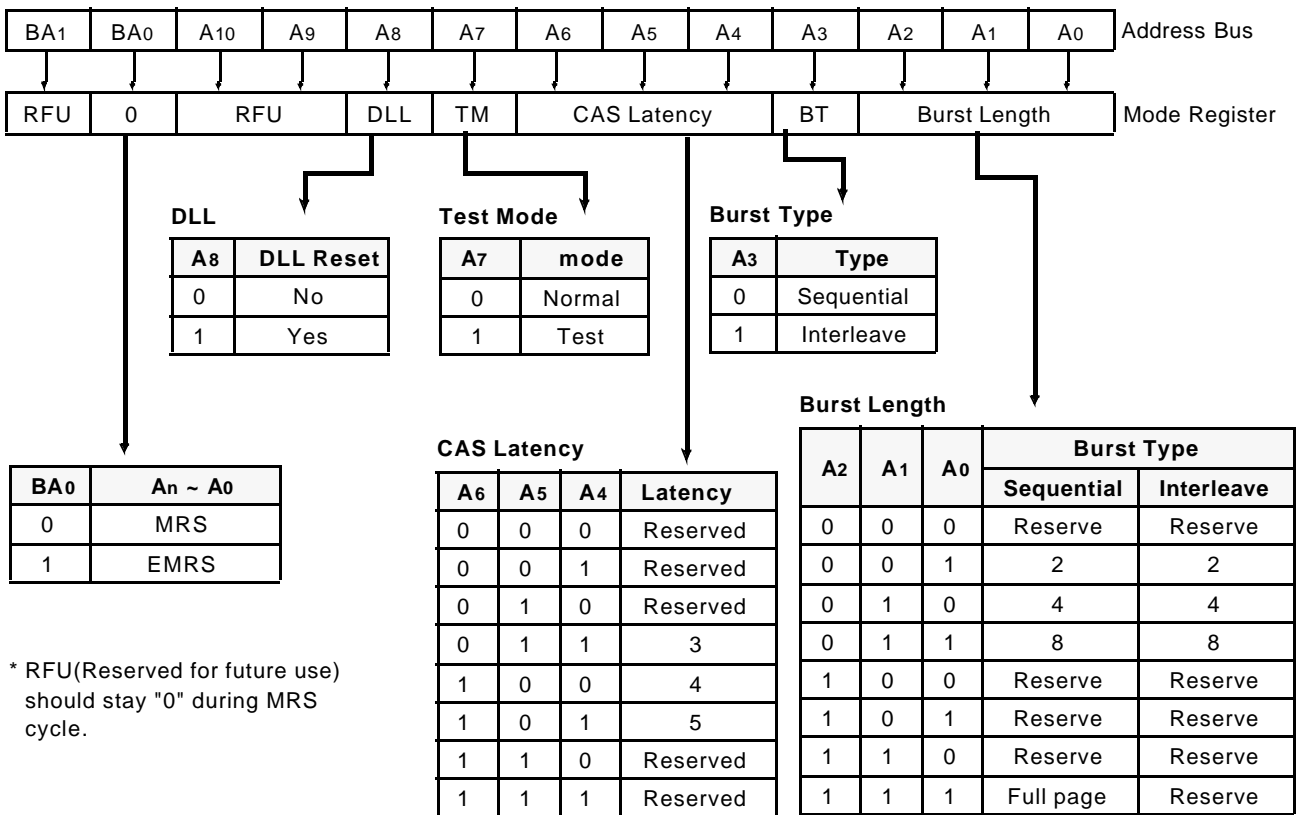 BA1 BA0 A10 A9 A8 A7 A6 A5 A4 A3 A2 A1 A0 Address Bus
RFU 0 RFU DLL TM CAS Latency BT Burst Length Mode Register
DLL
A8 DLL Reset
0 No
1 Yes
Test Mode
A7 mode
0 Normal
1 Test
Burst Type
A3 Type
0 Sequential
1 Interleave
BA0 An ~ A0
0 MRS
1 EMRS
* RFU(Reserved for future use)
should stay "0" during MRS
cycle.
CAS Latency
A6 A5 A4 Latency
0 0 0 Reserved
0 0 1 Reserved
0 1 0 Reserved
0 1 1 3
1 0 0 4
1 0 1 5
1 1 0 Reserved
1 1 1 Reserved
Burst Length
A2 A1 A0 Burst Type
Sequential Interleave
0 0 0 Reserve Reserve
0 0 1 2 2
0 1 0 4 4
0 1 1 8 8
1 0 0 Reserve Reserve
1 0 1 Reserve Reserve
1 1 0 Reserve Reserve
1 1 1 Full page Reserve